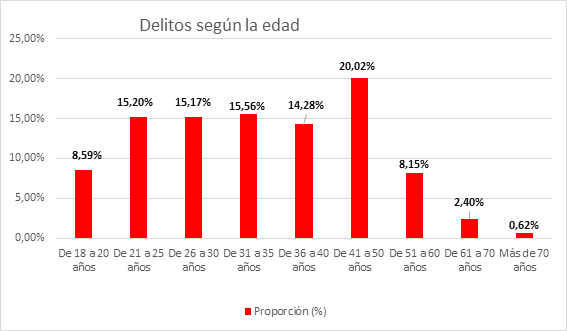 Delitos según la edad
25,00%
20,00%
15,00%
10,00%
5,00%
0,00%
8,59%
15,20%
15,17%
15,56%
14,28%
20,02%
8,15%
2,40%
0,62%
De 18 a 20 años
De 21 a 25 años
De 26 a 30 años
De 31 a 35 años
De 36 a 40 años
De 41 a 50 años
De 51 a 60 años
De 61 a 70 años
Más de 70 años
Proporción (%)